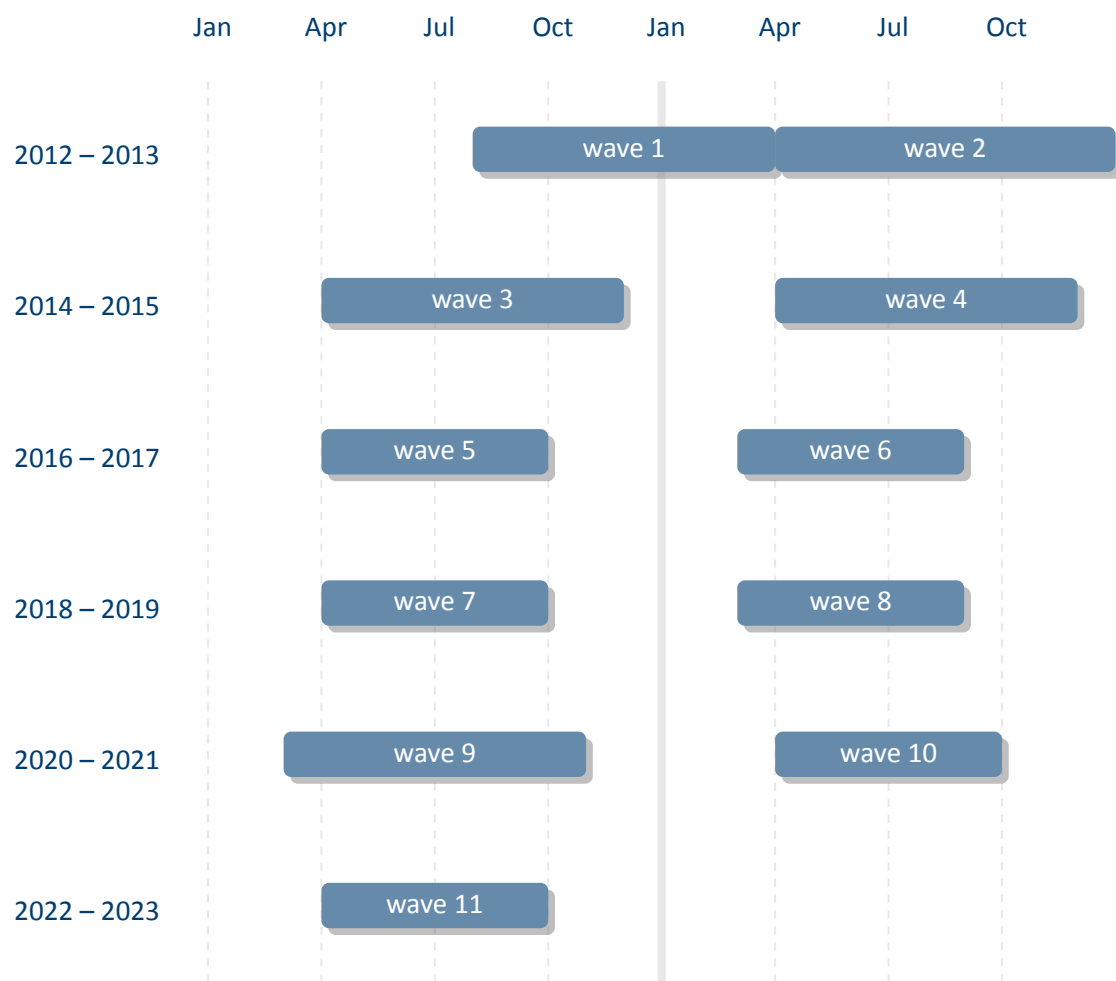 Jan Apr Jul Oct Jan Apr Jul Oct
2012 – 2013 wave 1 wave 2
2014 – 2015 wave 3 wave 4
2016 – 2017 wave 5 wave 6
2018 – 2019 wave 7 wave 8
2020 – 2021 wave 9 wave 10
2022 – 2023 wave 11